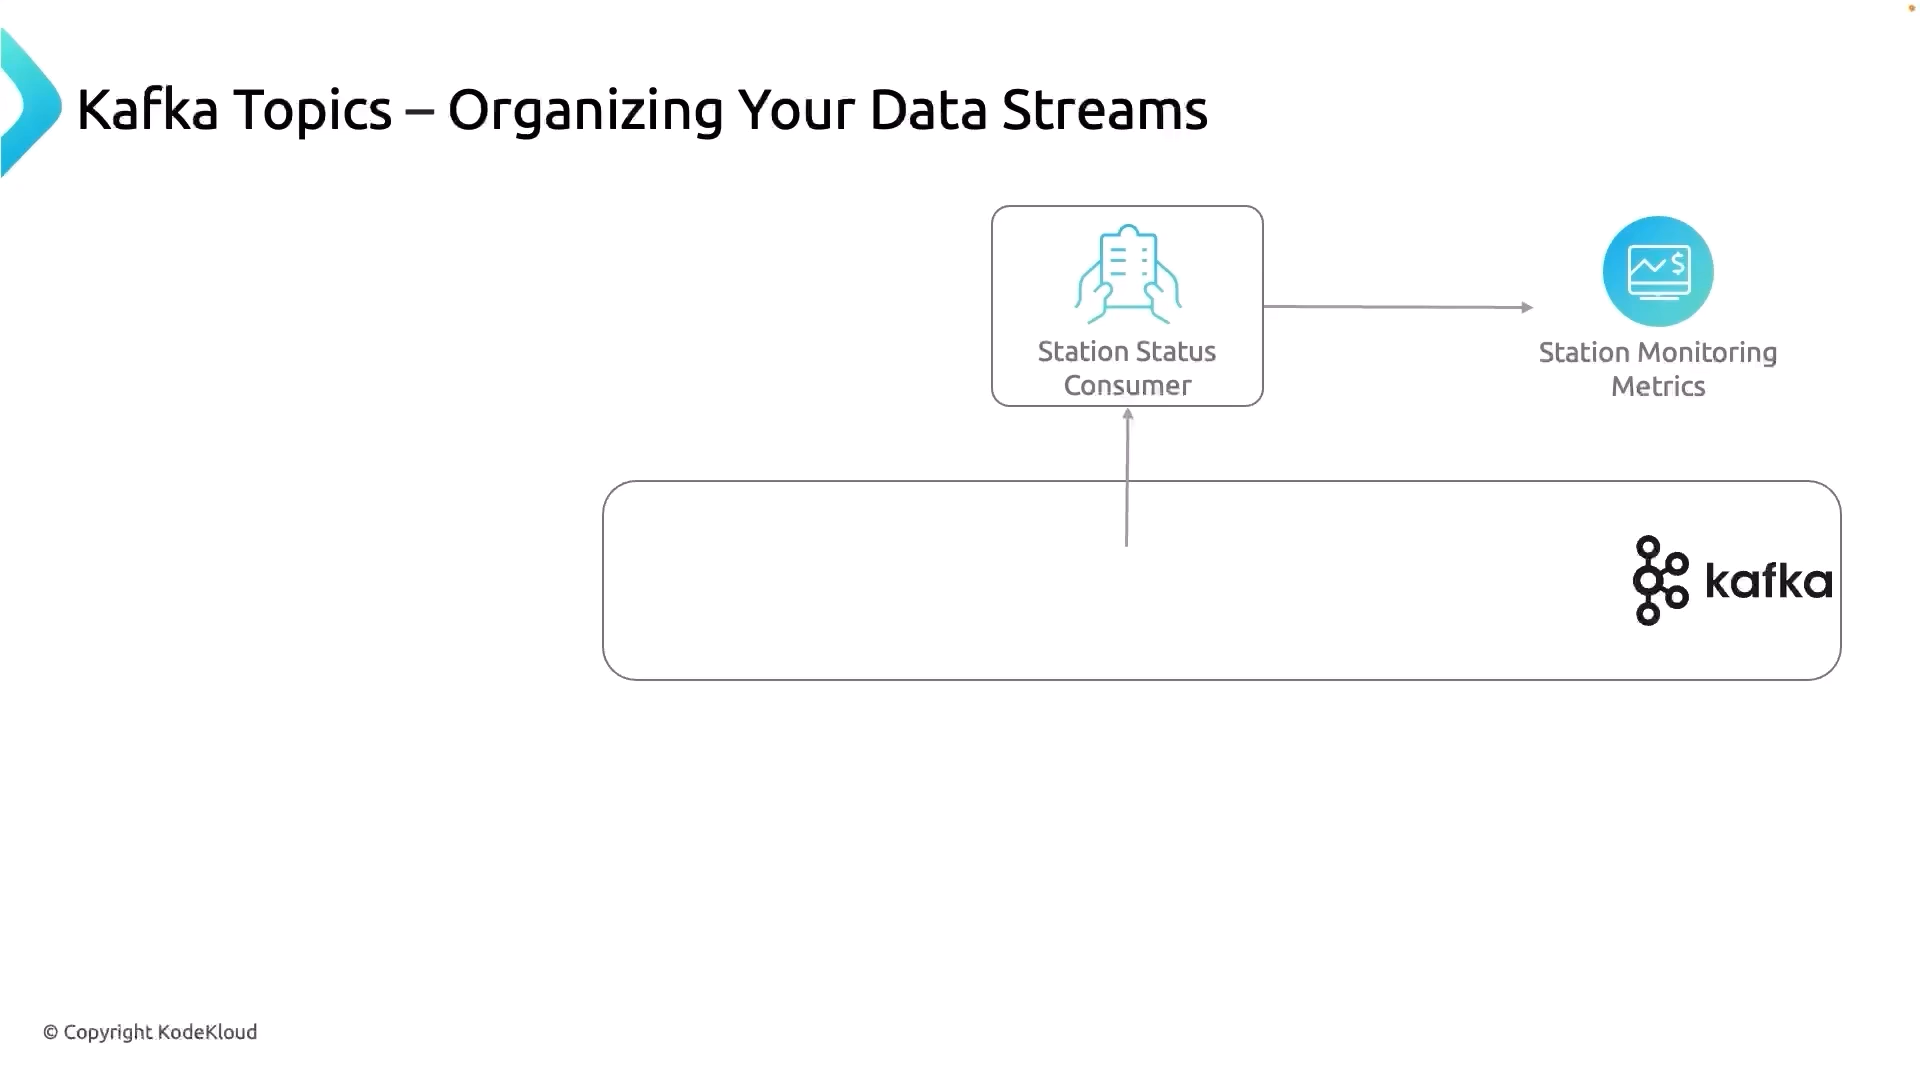 Kafka Topics – Organizing Your Data Streams
Station Status
Consumer
Station Monitoring
Metrics
kafka
© Copyright KodeKloud